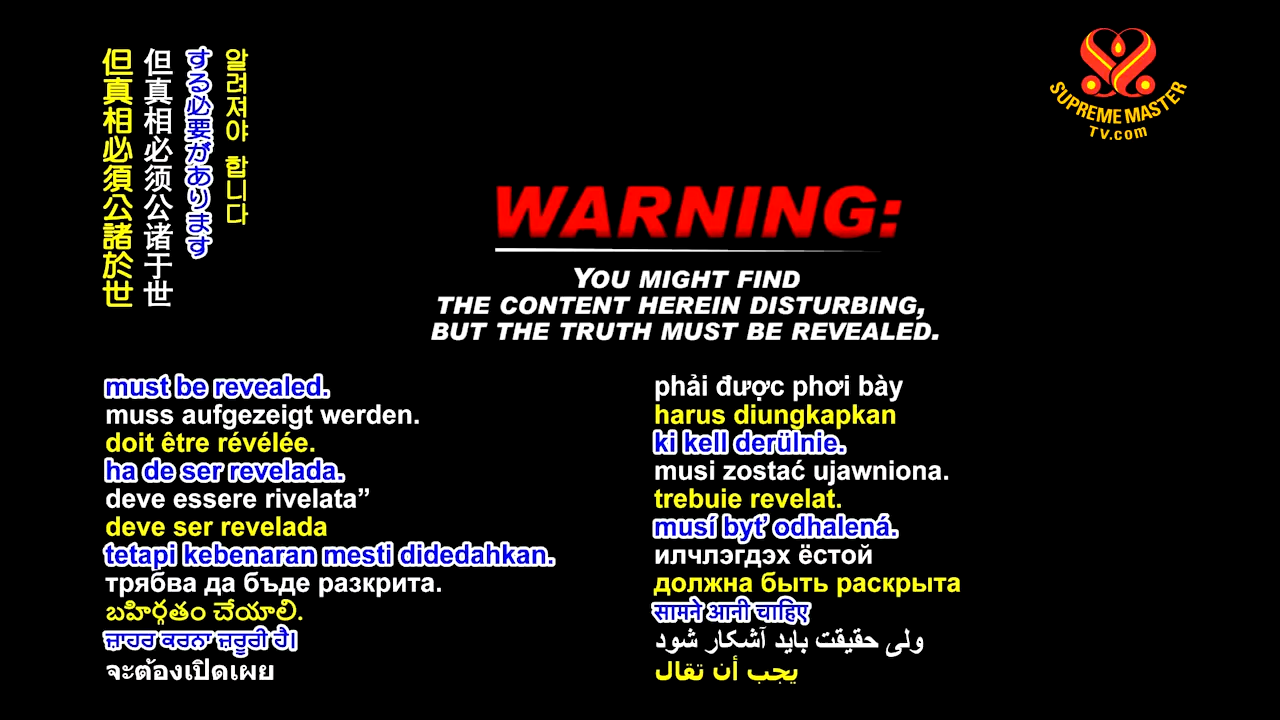 但真相必須公諸於世
但真相必须公诸于世
する必要があります
알려져야 합니다
SUPREME MASTER
TV.com
WARNING:
YOU MIGHT FIND
THE CONTENT HEREIN DISTURBING,
BUT THE TRUTH MUST BE REVEALED.
must be revealed.
muss aufgezeigt werden.
doit être révélée.
ha de ser revelada.
deve essere rivelata”
deve ser revelada
tetapi kebenaran mesti didedahkan.
трябва да бъде разкрита.
బహిర్గతం చేయాలి.
ਜ਼ਾਹਰ ਕਰਨਾ ਜ਼ਰੂਰੀ ਹੈ।
จะต้องเปิดเผย
phải được phơi bày
harus diungkapkan
ki kell derülnie.
musi zostać ujawniona.
trebuie revelat.
musí byť odhalená.
илчлэгдэх ёстой
должна быть раскрыта
सामने आनी चाहिए
ولی حقیقت باید آشکار شود
يجب أن تقال